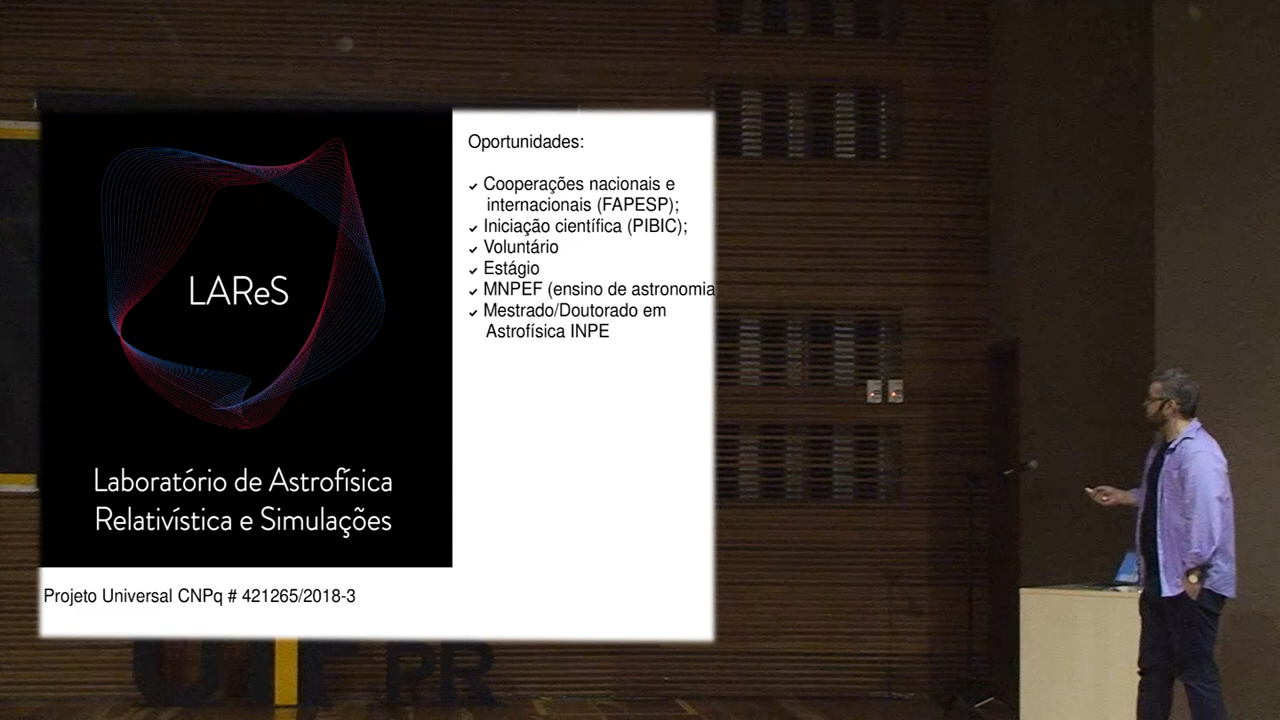 LAReS
Laboratório de Astrofísica
Relativística e Simulações
Oportunidades:
Cooperações nacionais e
internacionais (FAPESP);
Iniciação científica (PIBIC);
Voluntário
Estágio
MNPEF (ensino de astronomia
Mestrado/Doutorado em
Astrofísica INPE
Projeto Universal CNPq # 421265/2018-3
UTFPR